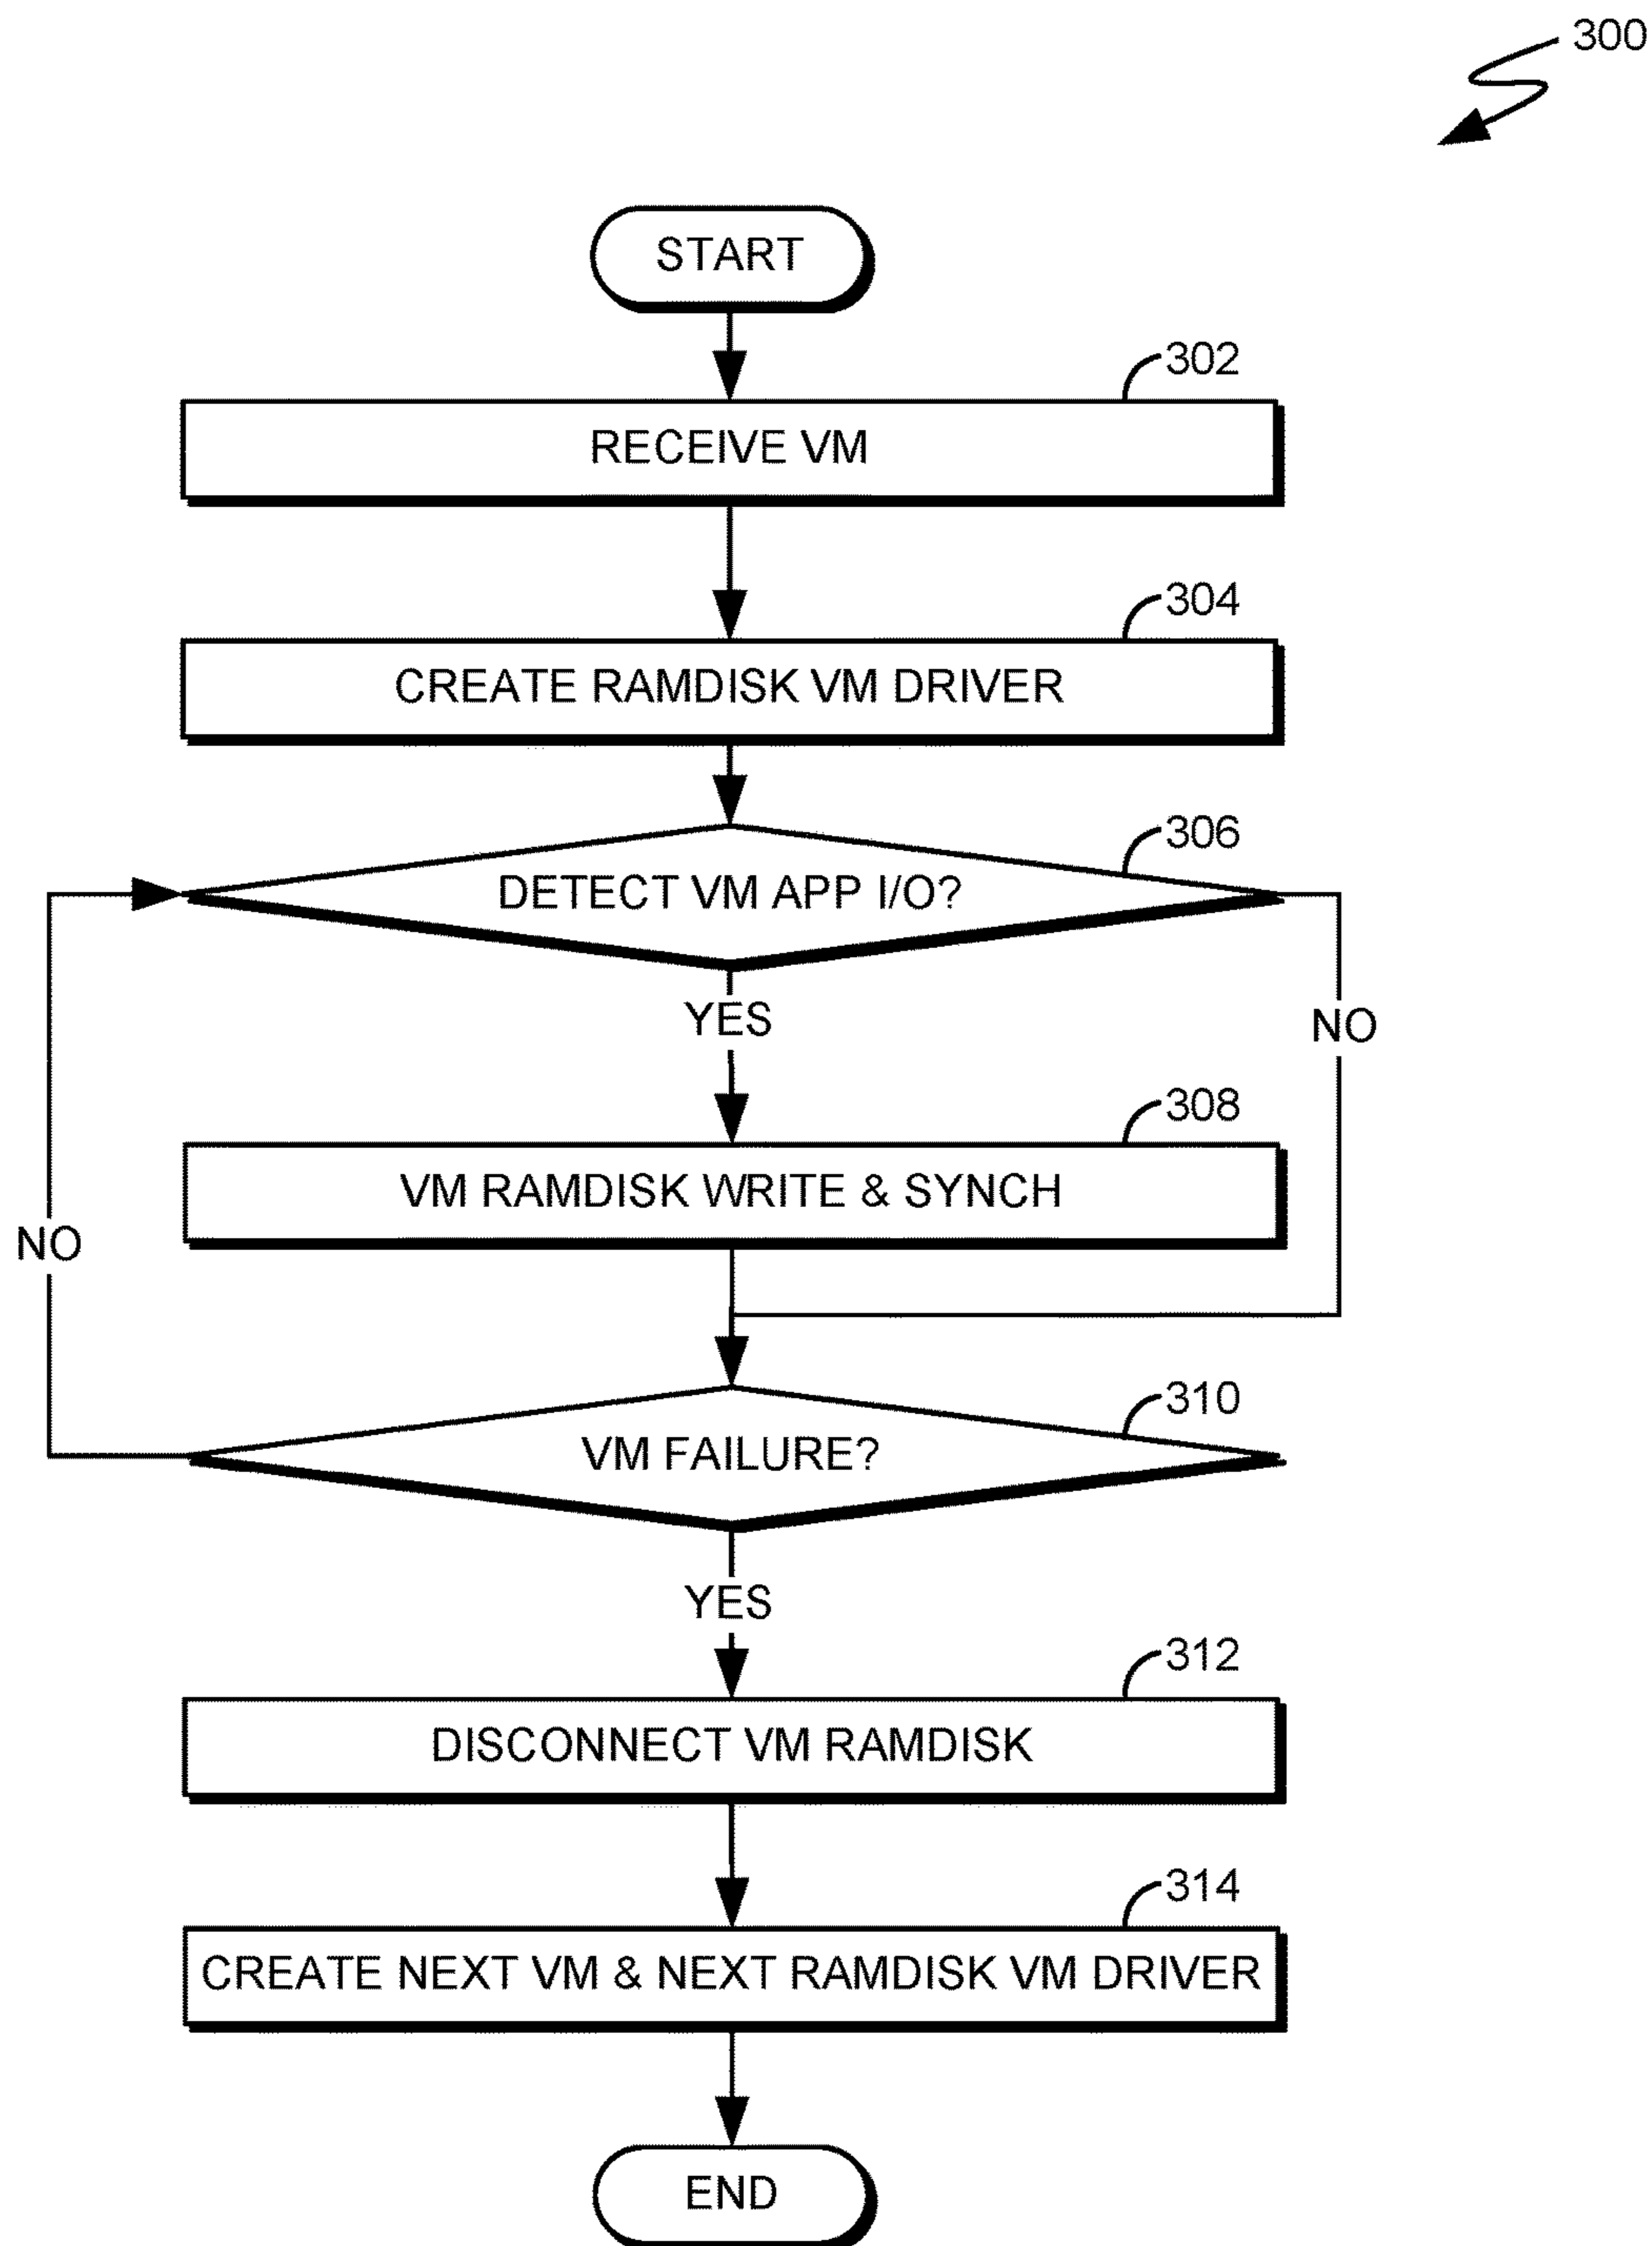 300
START
302
RECEIVE VM
304
CREATE RAMDISK VM DRIVER
306
DETECT VM APP I/O?
YES
NO
308
VM RAMDISK WRITE & SYNCH
NO
310
VM FAILURE?
YES
312
DISCONNECT VM RAMDISK
314
CREATE NEXT VM & NEXT RAMDISK VM DRIVER
END